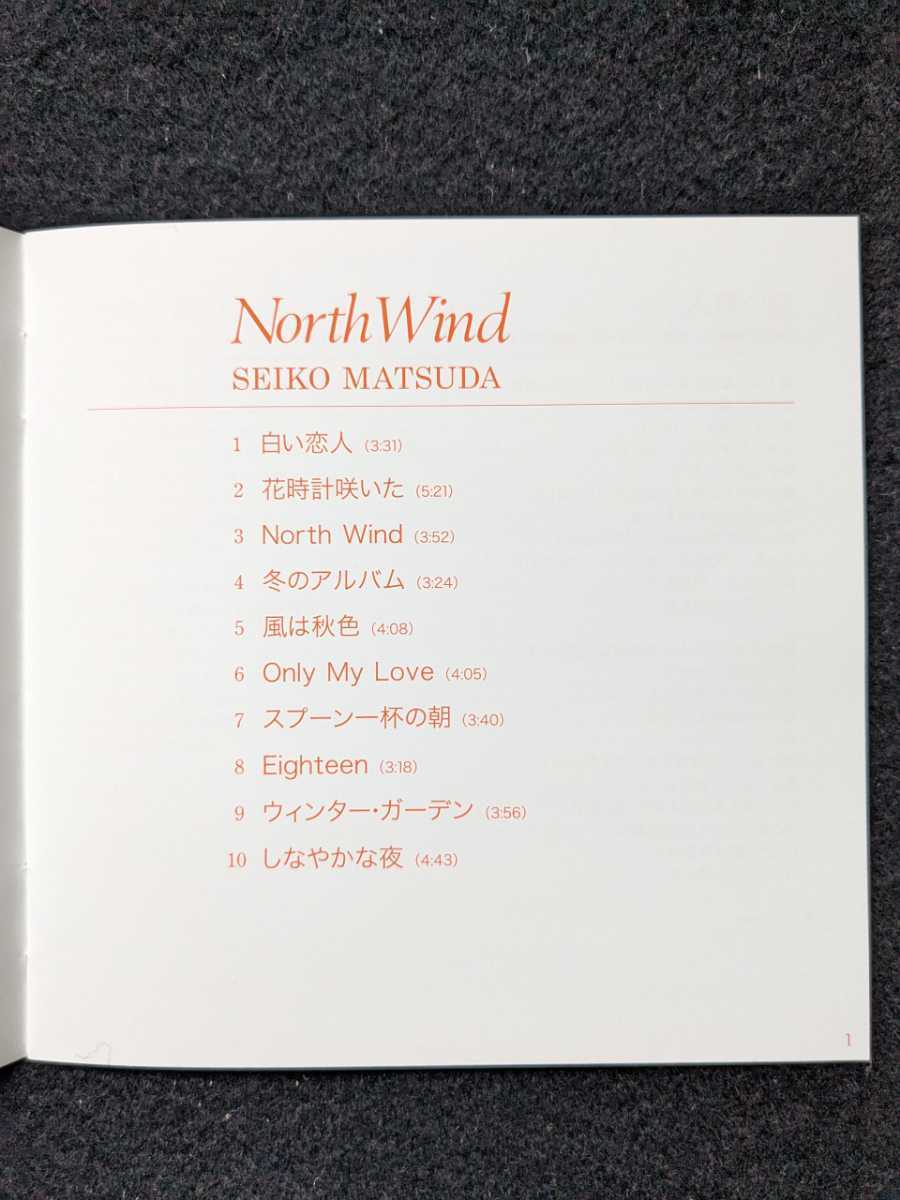 North Wind
SEIKO MATSUDA
1 白い恋人 (3:31)
2 花時計咲いた (5:21)
3 North Wind (3:52)
4 冬のアルバム (3:24)
5 風は秋色 (4:08)
6 Only My Love (4:05)
7 スプーン一杯の朝 (3:40)
8 Eighteen (3:18)
9 ウィンター・ガーデン (3:56)
10 しなやかな夜 (4:43)
1